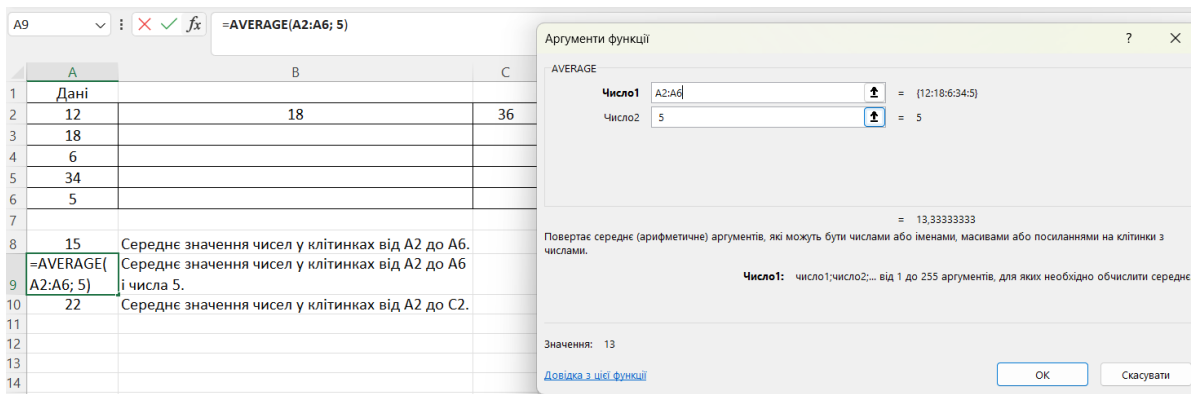 A9 fx =AVERAGE(A2:A6; 5)
A B C
1 Дані
2 12 18 36
3 18
4 6
5 34
6 5
7
8 15 Середнє значення чисел у клітинках від A2 до A6.
=AVERAGE( Середнє значення чисел у клітинках від A2 до A6
9 A2:A6; 5) і числа 5.
10 22 Середнє значення чисел у клітинках від A2 до C2.
11
12
13
14
Аргументи функції ?
AVERAGE
Число1 A2:A6 = {12:18:6:34:5}
Число2 5 = 5
= 13,33333333
Повертає середнє (арифметичне) аргументів, які можуть бути числами або іменами, масивами або посиланнями на клітинки з
числами.
Число1: число1;число2;... від 1 до 255 аргументів, для яких необхідно обчислити середнє
Значення: 13
Довідка з цієї функції ОК Скасувати